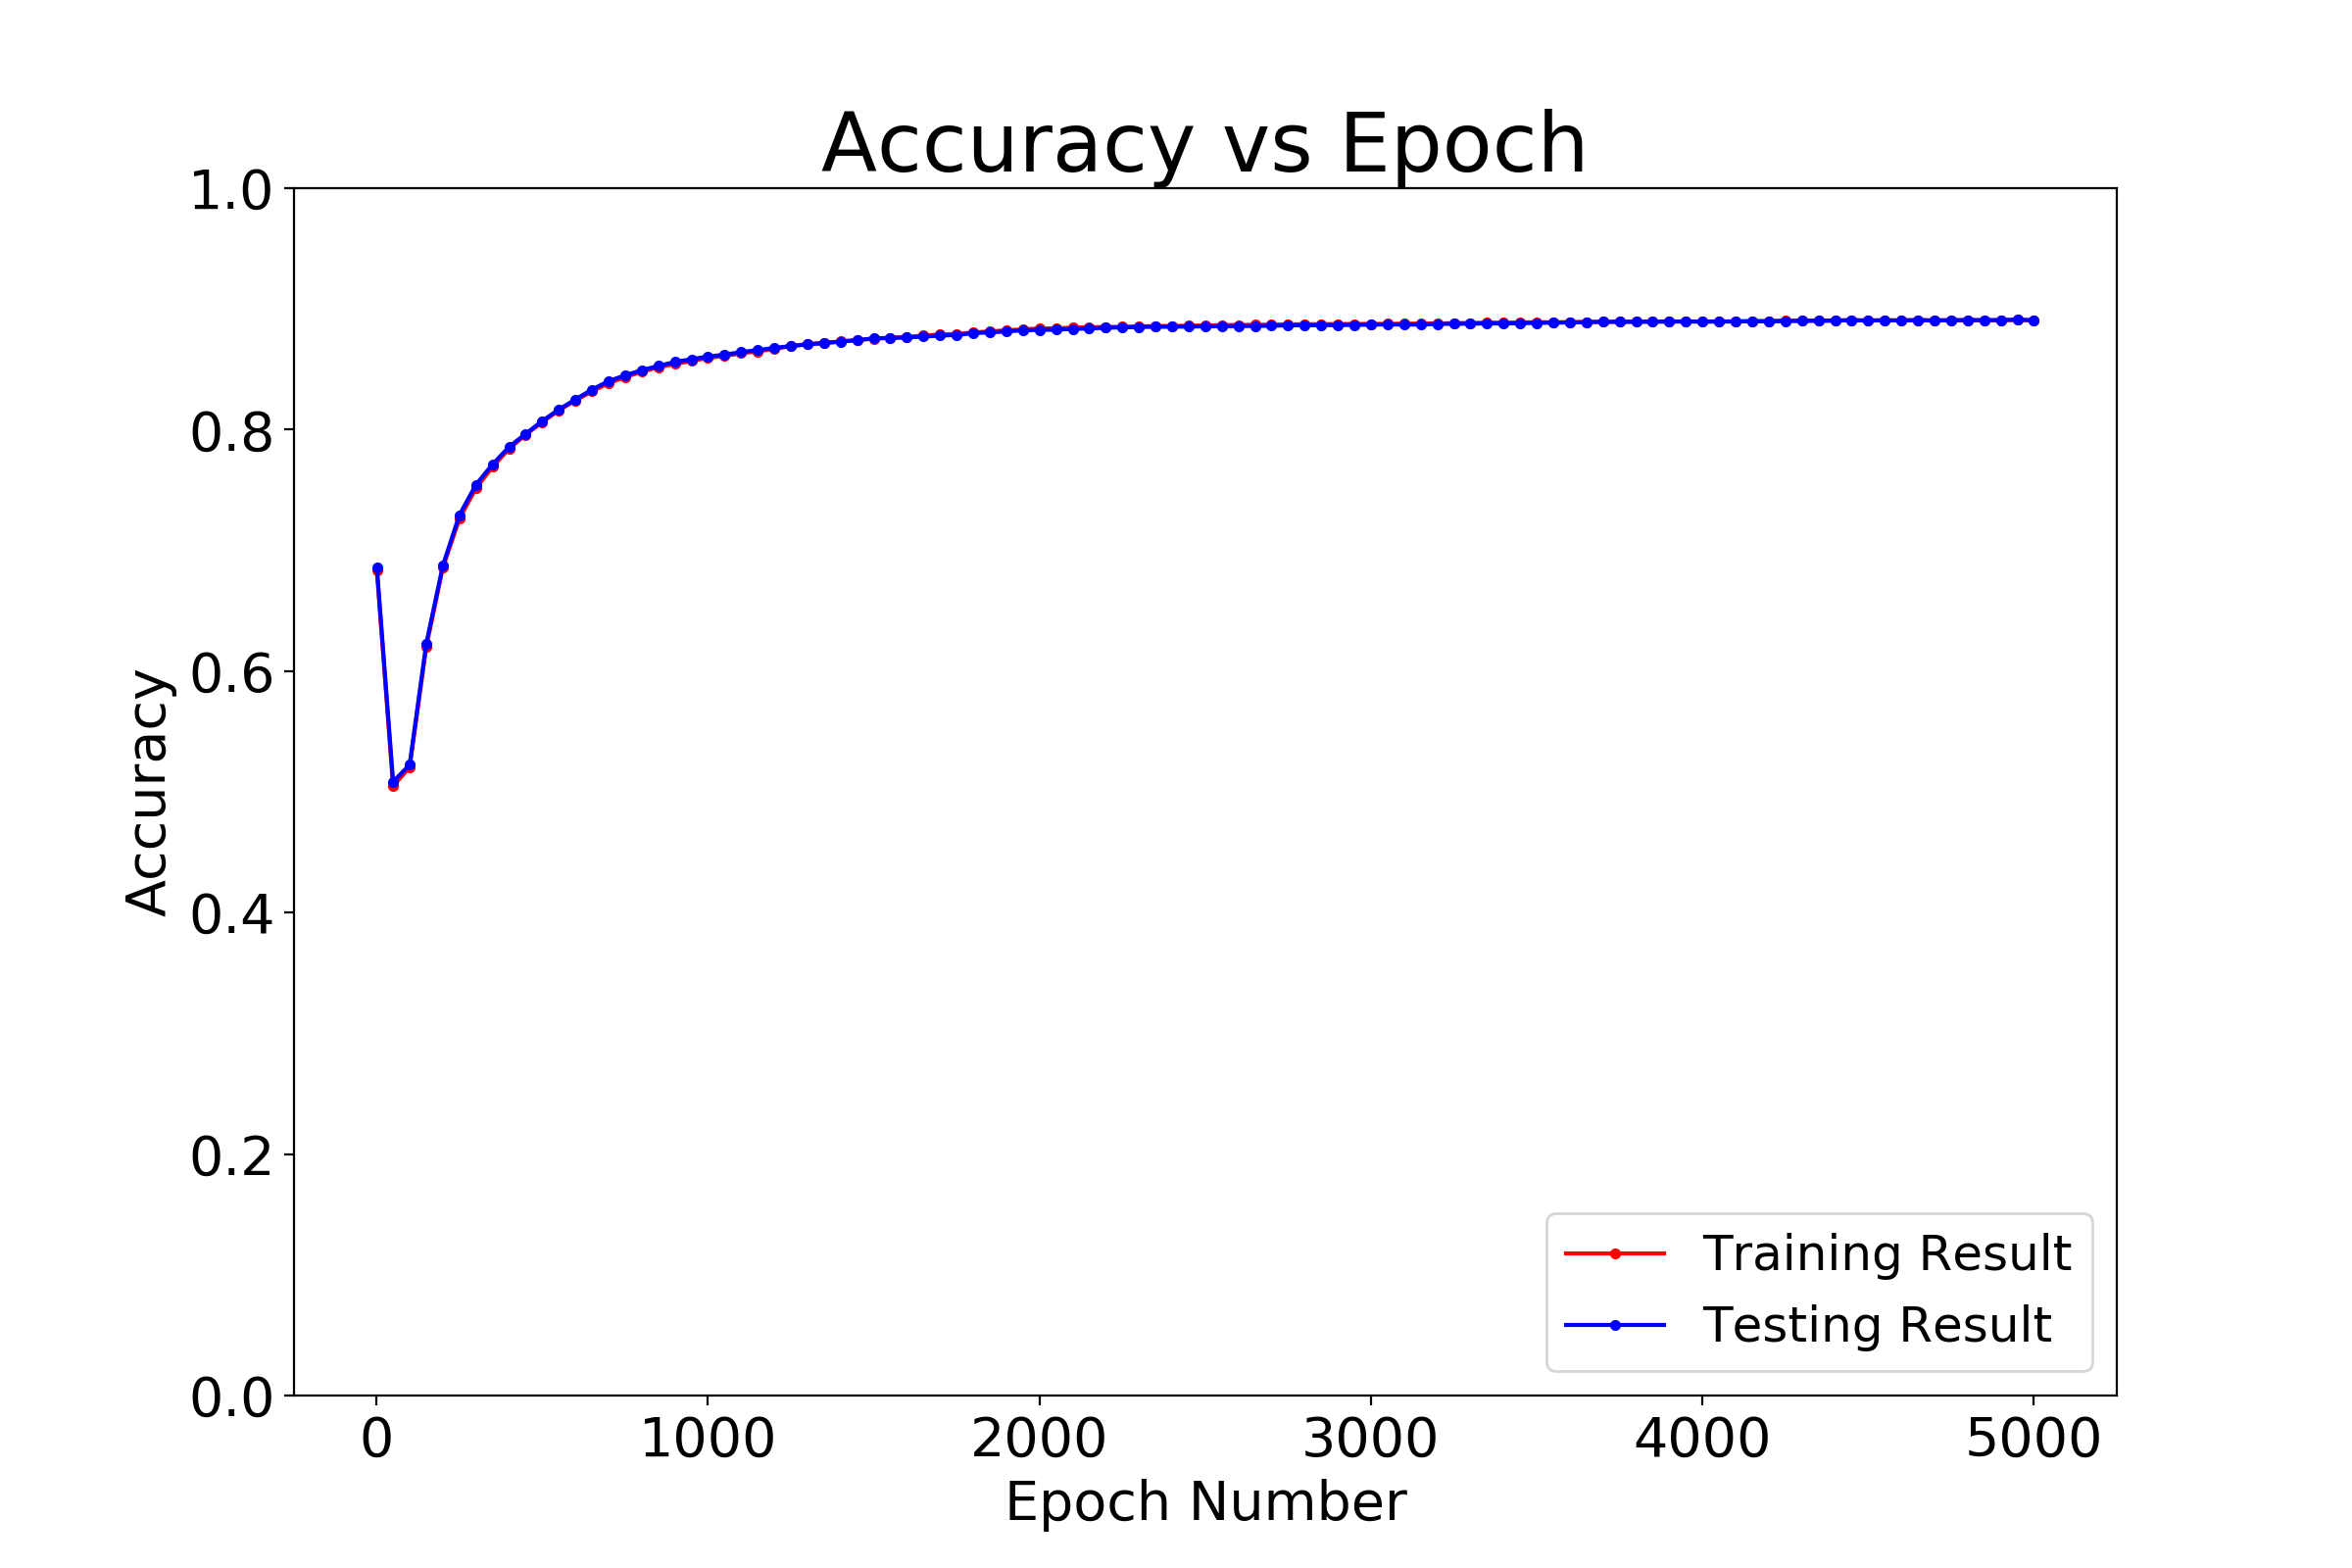 Accuracy vs Epoch
1.0
0.8
0.6
0.4
0.2
0.0
Accuracy
0 1000 2000 3000 4000 5000
Epoch Number
Training Result
Testing Result